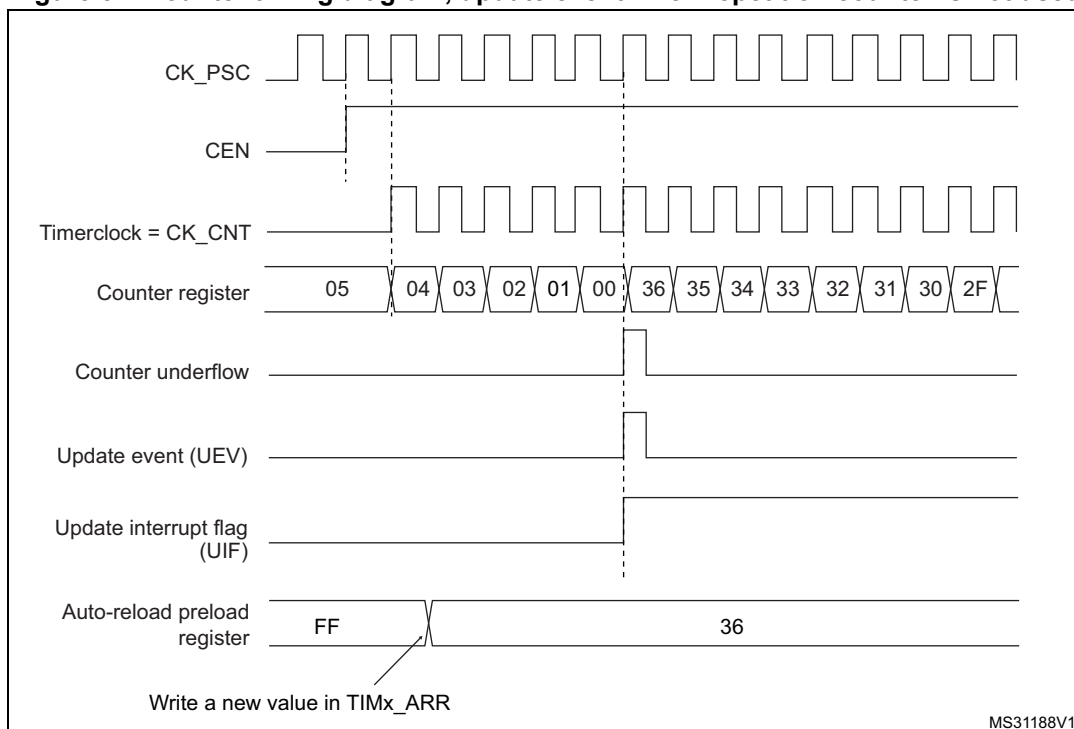 CK_PSC
CEN
Timerclock = CK_CNT
Counter register 05 04 03 02 01 00 36 35 34 33 32 31 30 2F
Counter underflow
Update event (UEV)
Update interrupt flag
(UIF)
Auto-reload preload
register
FF 36
Write a new value in TIMx_ARR
MS31188V1